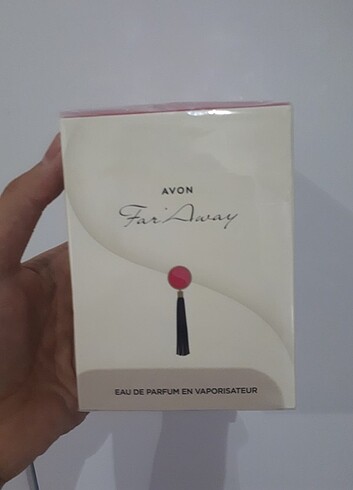 AVON
Far Away
EAU DE PARFUM EN VAPORISATEUR